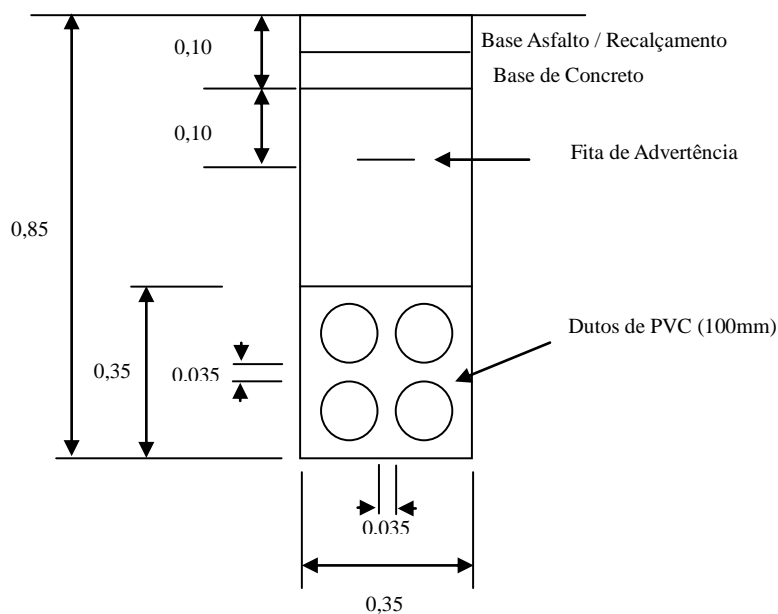 0,10
Base Asfalto / Recalçamento
Base de Concreto
0,10
Fita de Advertência
0,85
Dutos de PVC (100mm)
0,35
0,035
0,035
0,35